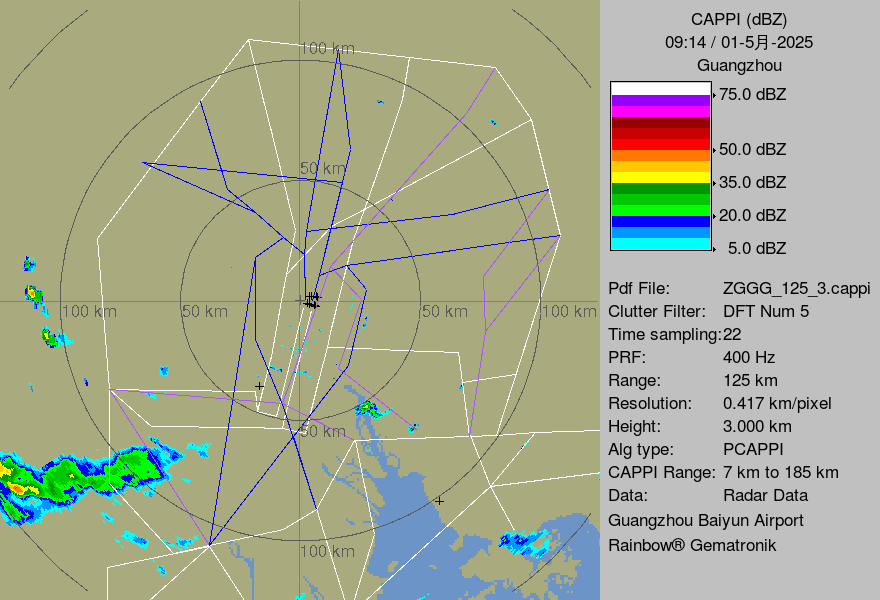 100 km
50 km
100 km
50 km
50 km
100 km
50 km
100 km
CAPPI (dBZ)
09:14 / 01-5月-2025
Guangzhou
75.0 dBZ
50.0 dBZ
35.0 dBZ
20.0 dBZ
5.0 dBZ
Pdf File: ZGGG_125_3.cappi
Clutter Filter: DFT Num 5
Time sampling:22
PRF: 400 Hz
Range: 125 km
Resolution: 0.417 km/pixel
Height: 3.000 km
Alg type: PCAPPI
CAPPI Range: 7 km to 185 km
Data: Radar Data
Guangzhou Baiyun Airport
Rainbow® Gematronik